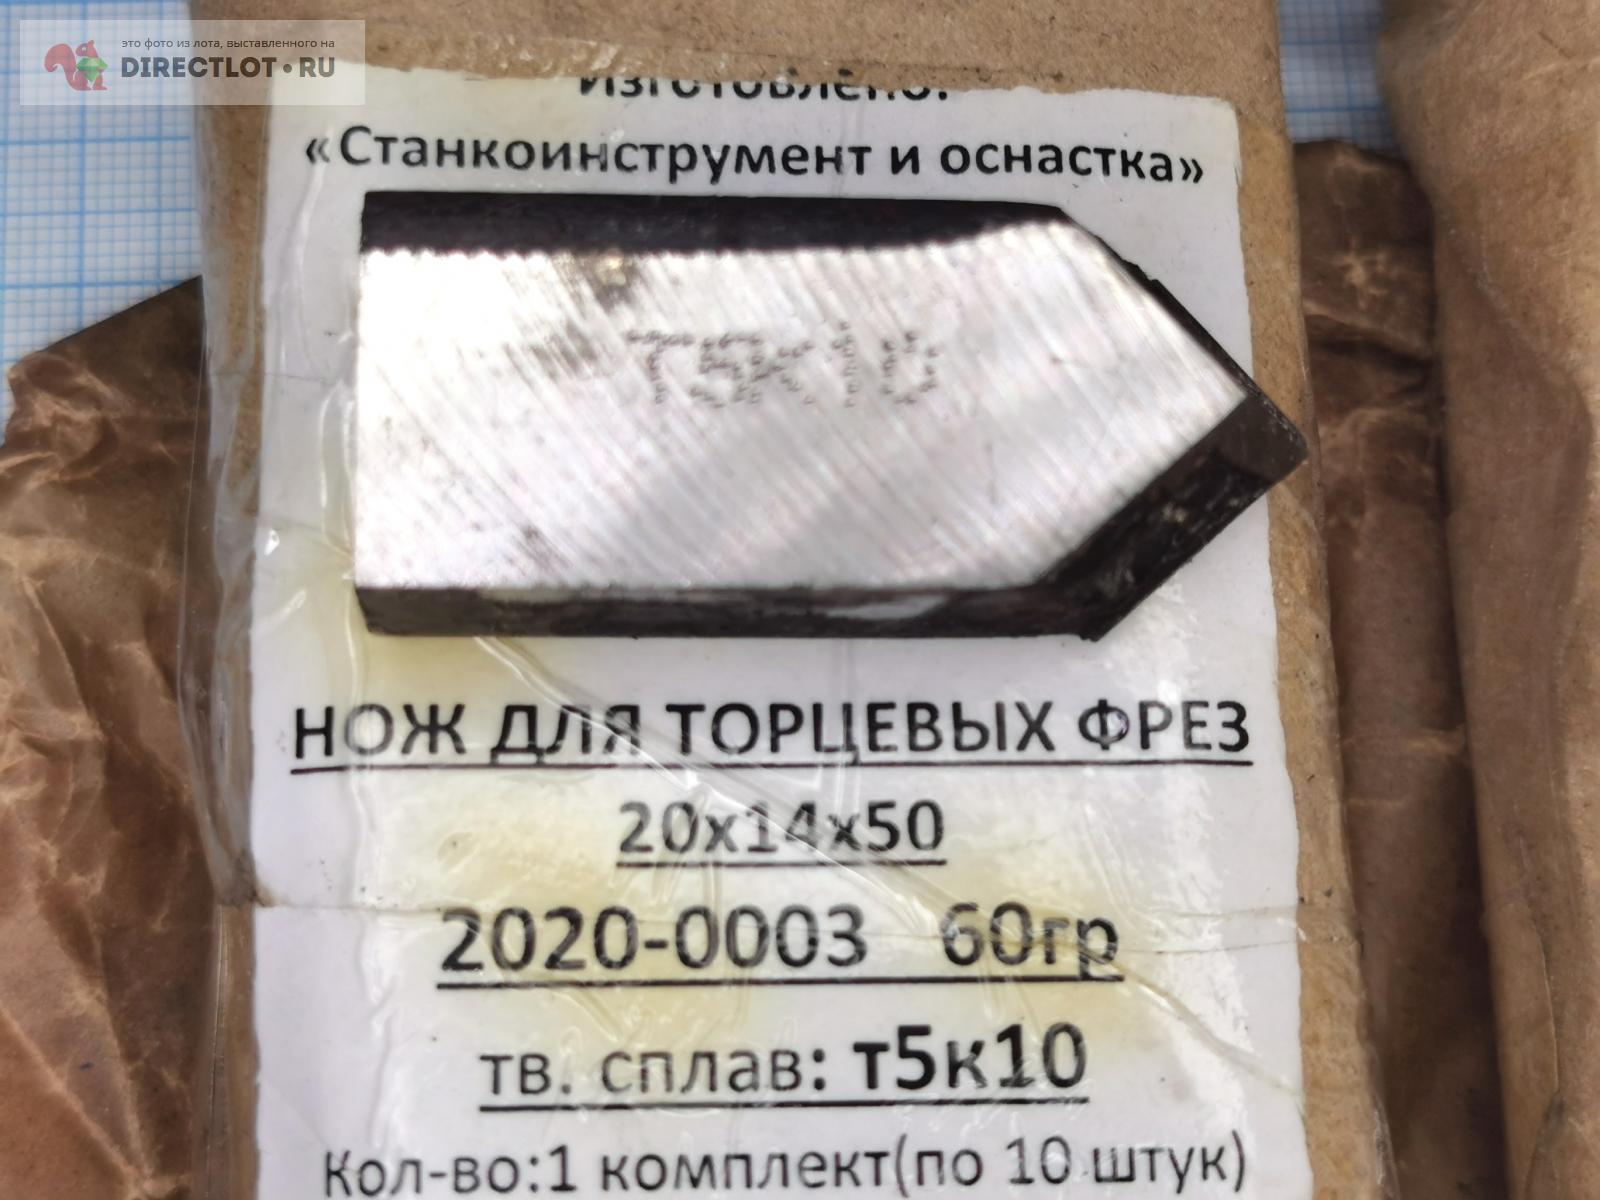 это фото из лота, выставленного на
DIRECTLOT.RU
Изготовлено:
«Станкоинструмент и оснастка»
Т5К10
НОЖ ДЛЯ ТОРЦЕВЫХ ФРЕЗ
20х14х50
2020-0003 60гр
тв. сплав: т5к10
Кол-во:1 комплект(по 10 штук)